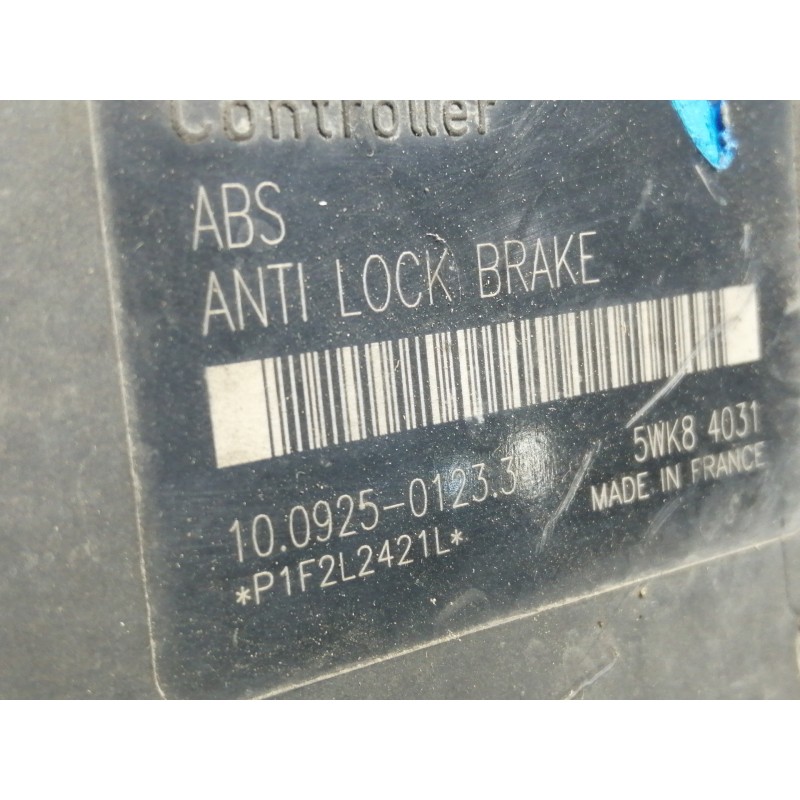 Controller
ABS
ANTI LOCK BRAKE
5WK8 4031
MADE IN FRANCE
10.0925-0123.3
*P1F2L2421L*